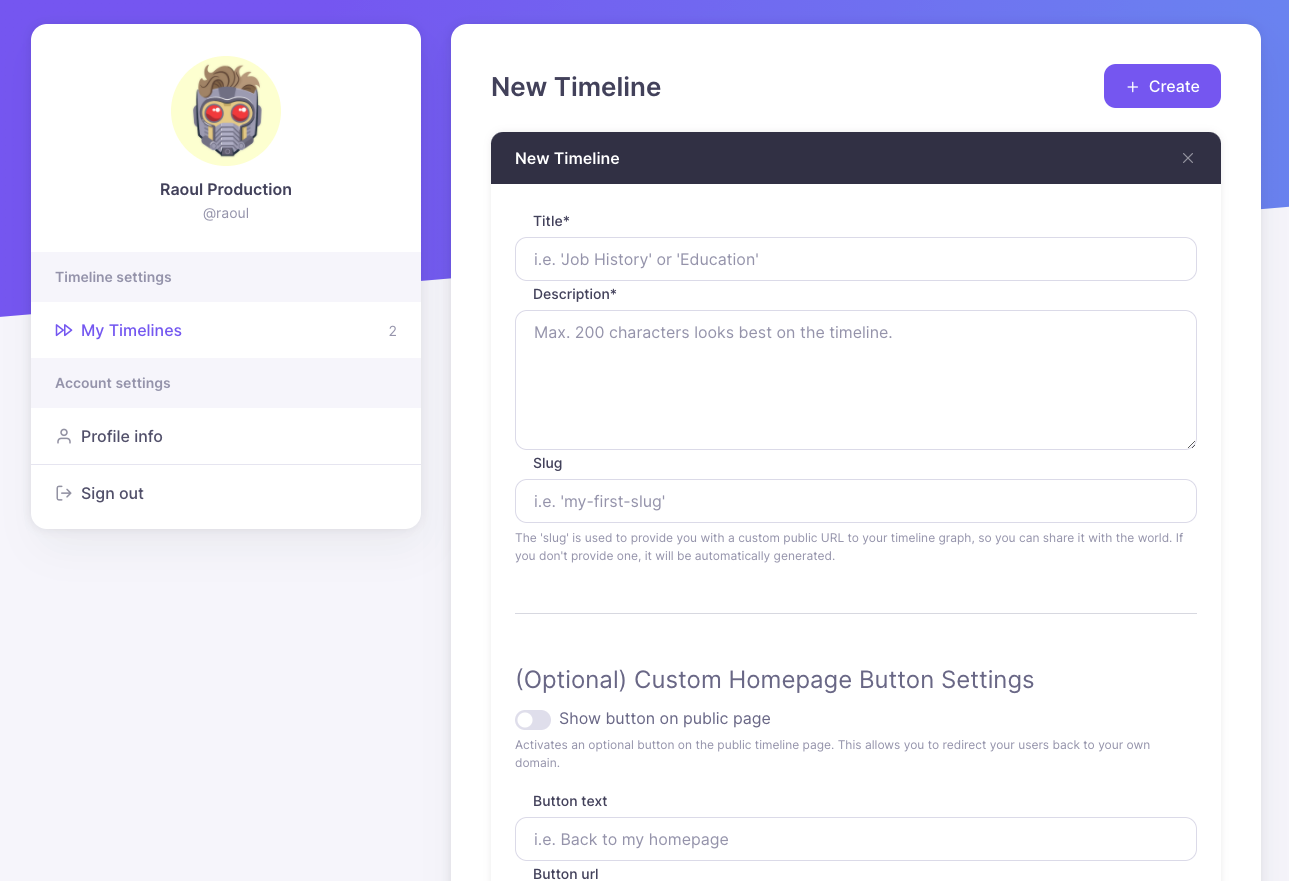 Raoul Production
@raoul
Timeline settings
My Timelines 2
Account settings
Profile info
Sign out
New Timeline
+ Create
New Timeline
Title*
i.e. 'Job History' or 'Education'
Description*
Max. 200 characters looks best on the timeline.
Slug
i.e. 'my-first-slug'
The 'slug' is used to provide you with a custom public URL to your timeline graph, so you can share it with the world. If
you don't provide one, it will be automatically generated.
(Optional) Custom Homepage Button Settings
Show button on public page
Activates an optional button on the public timeline page. This allows you to redirect your users back to your own
domain.
Button text
i.e. Back to my homepage
Button url